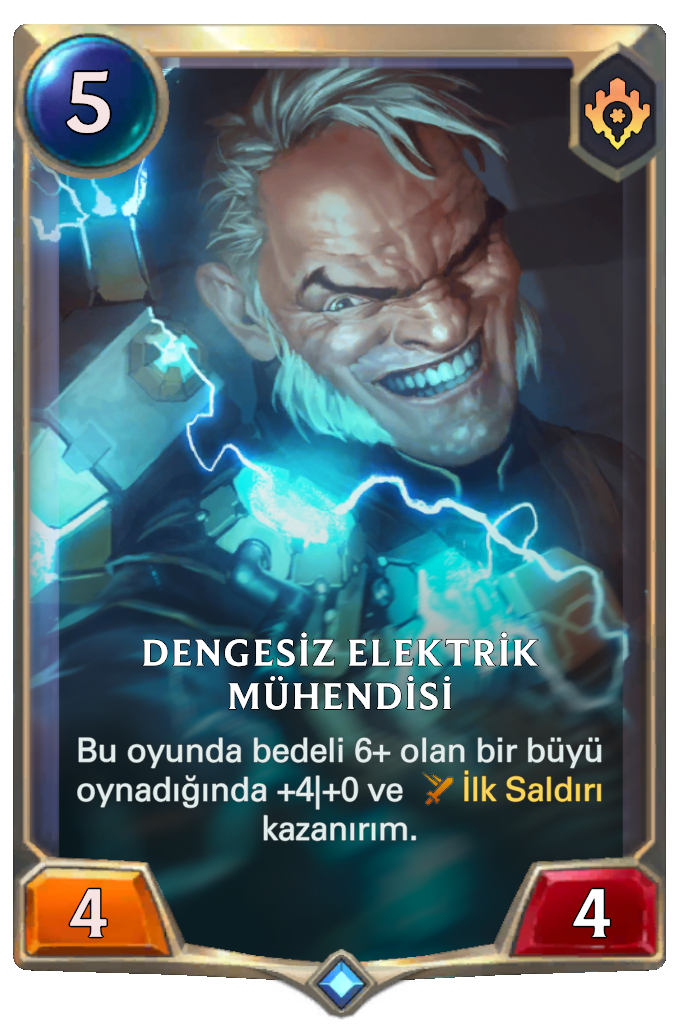 5
DENGESİZ ELEKTRİK
MÜHENDİSİ
Bu oyunda bedeli 6+ olan bir büyü
oynadığında +4|+0 ve İlk Saldırı
kazanırım.
4
4